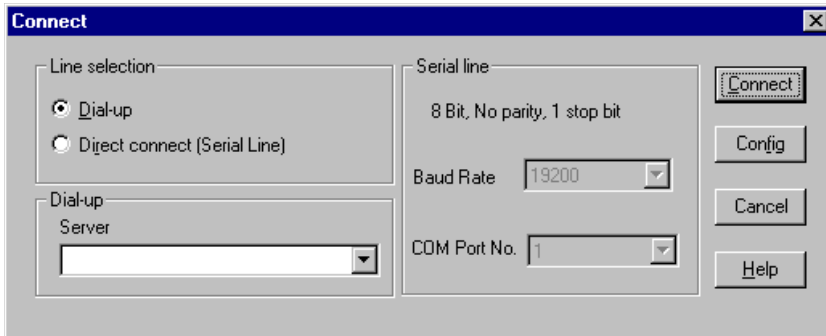 Connect
Line selection
Dial-up
Direct connect (Serial Line)
Dial-up
Server
Serial line
8 Bit, No parity, 1 stop bit
Baud Rate 19200
COM Port No. 1
Connect
Config
Cancel
Help